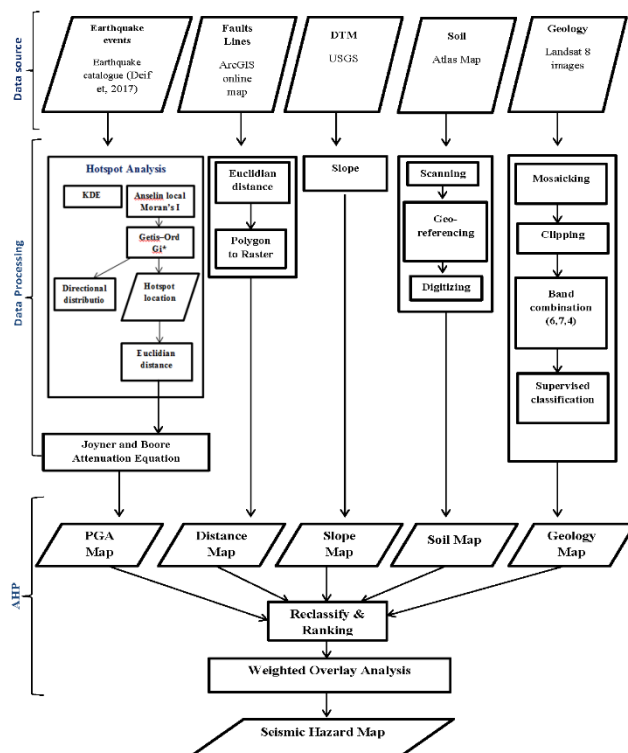 Data source
Earthquake
events
Earthquake
catalogue (Deif
et, 2017)
Faults
Lines
ArcGIS
online
map
DTM
USGS
Soil
Atlas Map
Geology
Landsat 8
images
Data Processing
Hotspot Analysis
KDE
Anselin local
Moran's I
Getis–Ord
Gi*
Directional
distributio
Hotspot
location
Euclidian
distance
Joyner and Boore
Attenuation Equation
Euclidian
distance
Polygon
to Raster
Slope
Scanning
Geo-
referencing
Digitizing
Mosaicking
Clipping
Band
combination
(6,7,4)
Supervised
classification
AHP
PGA
Map
Distance
Map
Slope
Map
Soil Map
Geology
Map
Reclassify &
Ranking
Weighted Overlay Analysis
Seismic Hazard Map